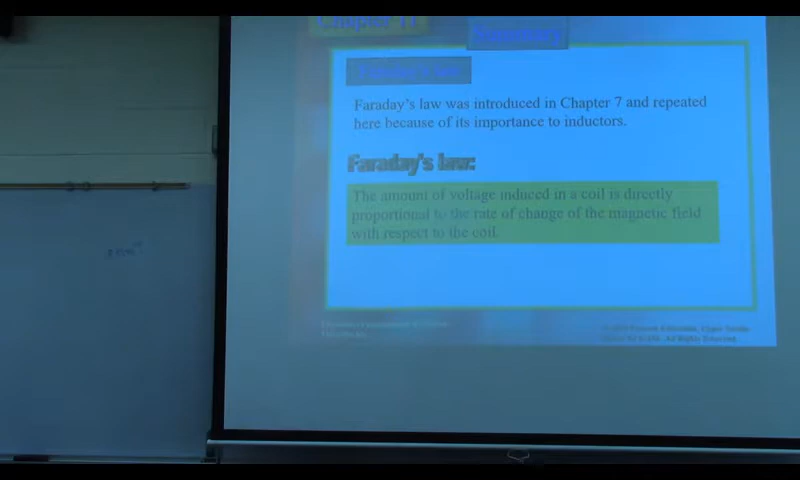 Chapter 11
Summary
Faraday's law
Faraday's law was introduced in Chapter 7 and repeated
here because of its importance to inductors.
Faraday's law:
The amount of voltage induced in a coil is directly
proportional to the rate of change of the magnetic field
with respect to the coil.